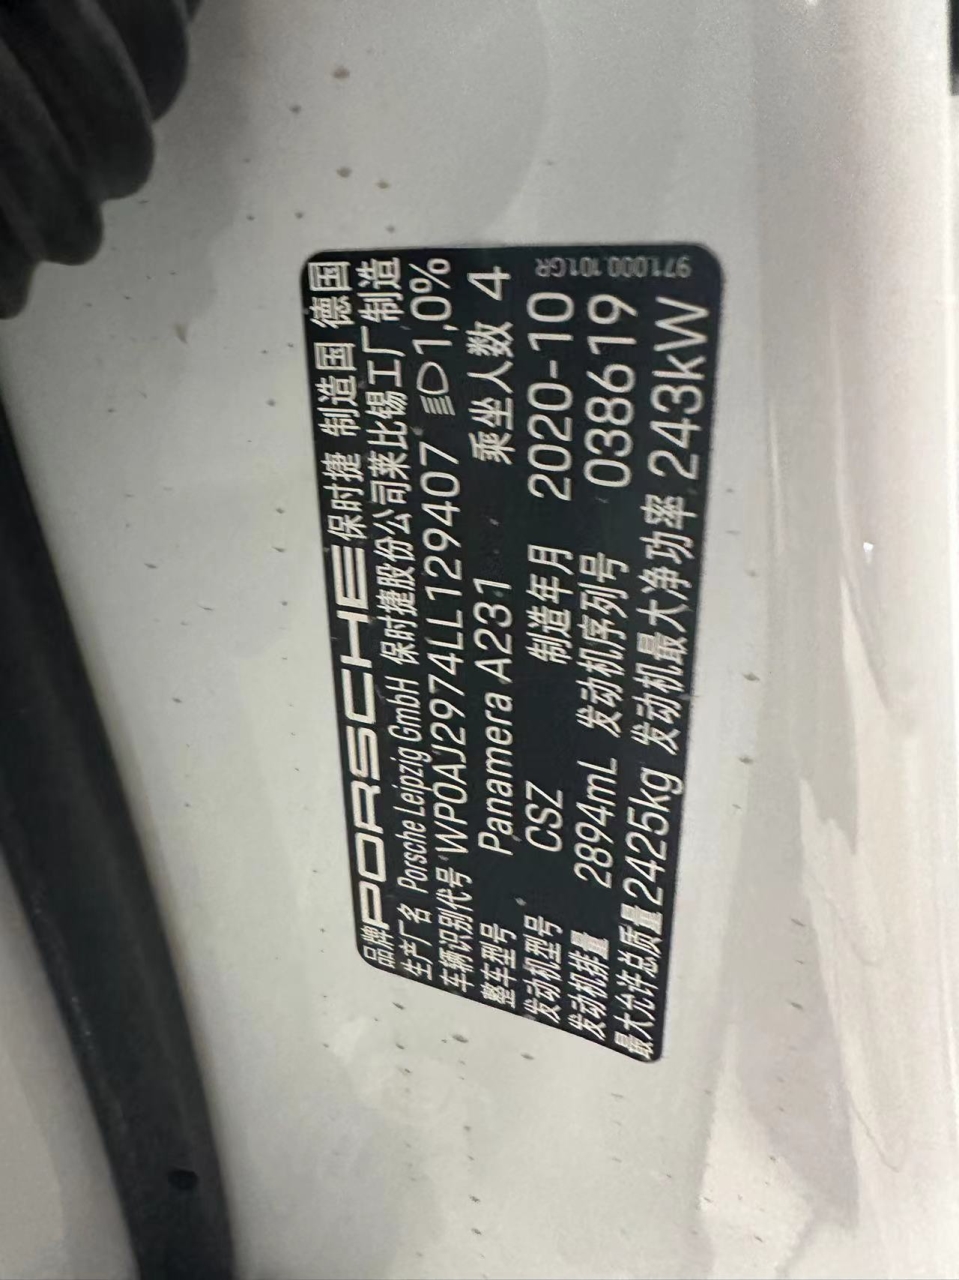 品牌 PORSCHE 保时捷 制造国 德国
生产厂名 Porsche Leipzig GmbH 保时捷股份公司莱比锡工厂制造
车辆识别代号 WP0AJ2974LL129407 1,0%
整车型号 Panamera A231 乘坐人数 4
发动机型号 CSZ 制造年月 2020-10
发动机排量 2894mL 发动机序列号 038619
最大允许总质量 2425kg 发动机最大净功率 243kW
971.000.101.GR